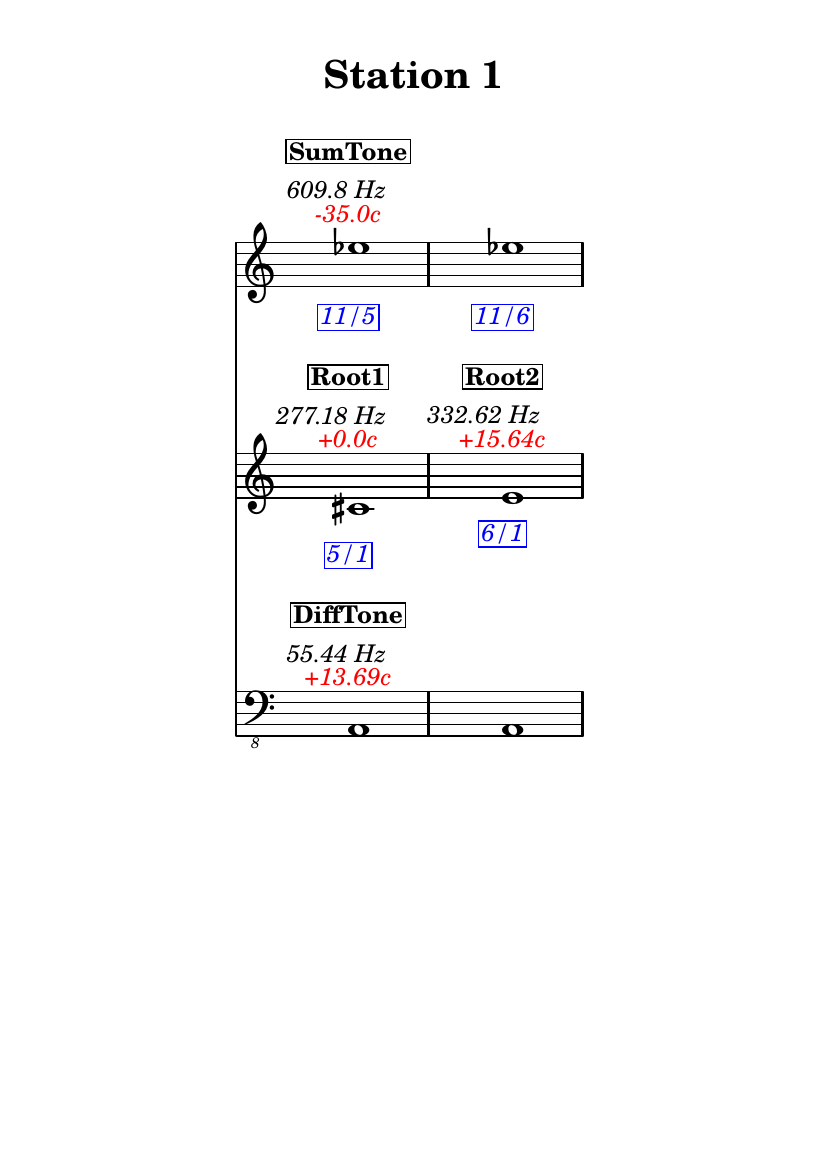 Station 1
SumTone
609.8 Hz
-35.0c
11/5 11/6
Root1 Root2
277.18 Hz 332.62 Hz
+0.0c +15.64c
5/1 6/1
DiffTone
55.44 Hz
+13.69c
8